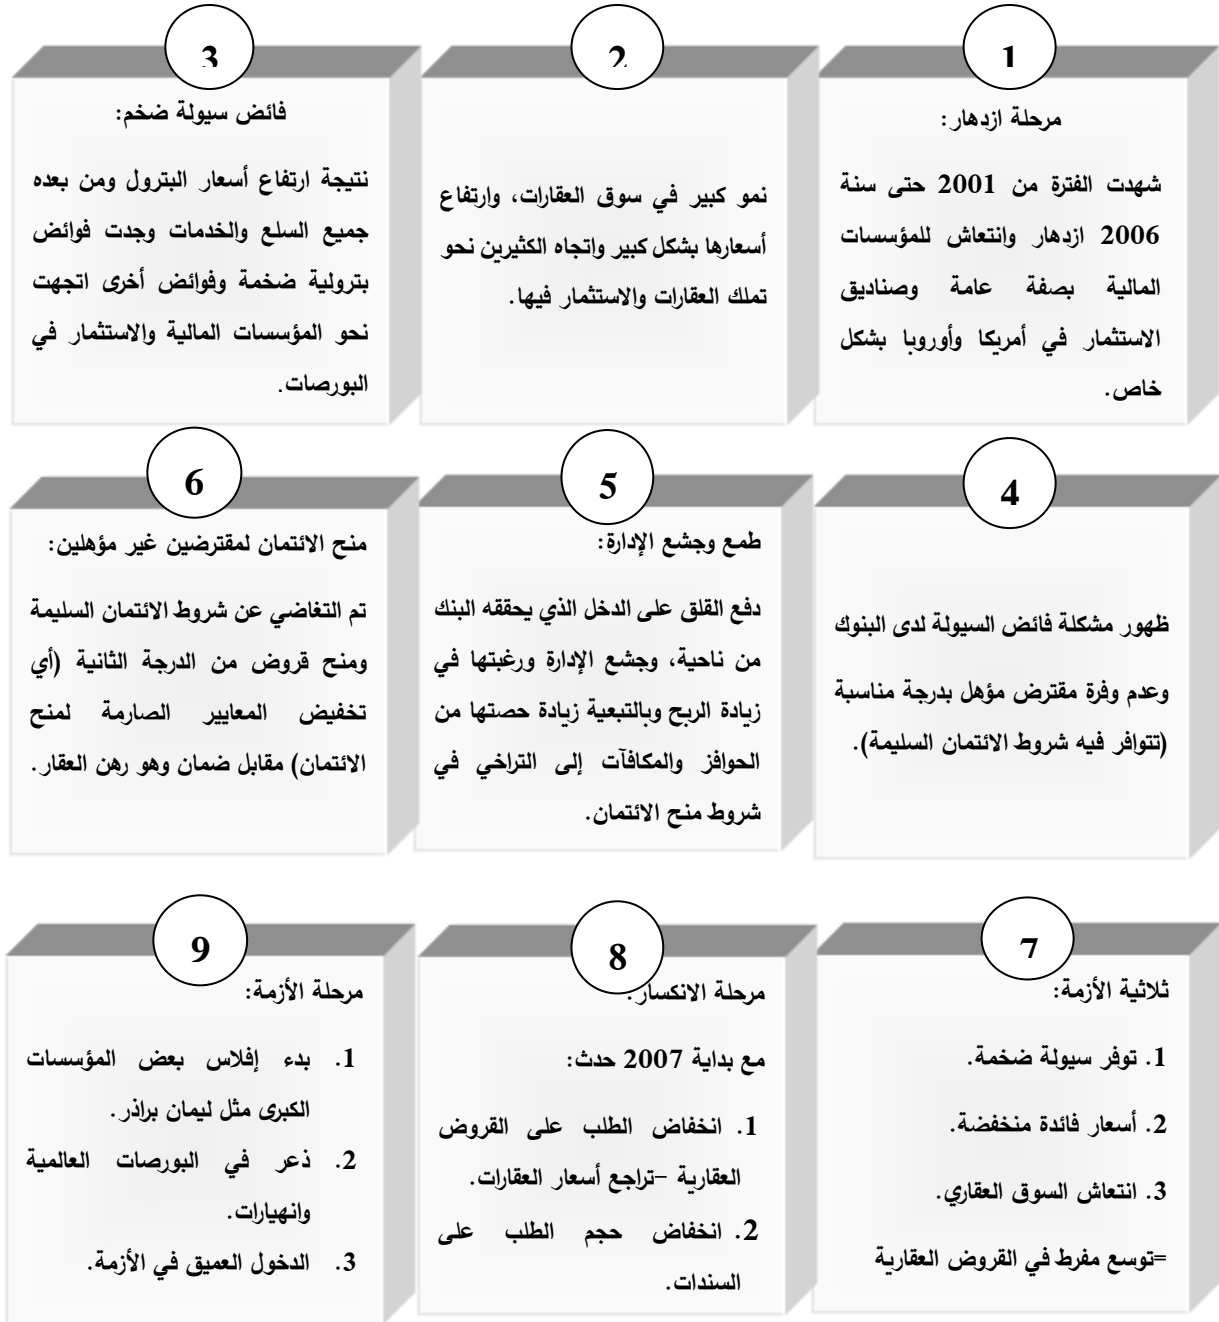 1
مرحلة ازدهار:
شهدت الفترة من 2001 حتى سنة
2006 ازدهار وانتعاش للمؤسسات
المالية بصفة عامة وصناديق
الاستثمار في أمريكا وأوروبا بشكل
خاص.
2
نمو كبير في سوق العقارات، وارتفاع
أسعارها بشكل كبير واتجاه الكثيرين نحو
تملك العقارات والاستثمار فيها.
3
فائض سيولة ضخم:
نتيجة ارتفاع أسعار البترول ومن بعده
جميع السلع والخدمات وجدت فوائض
بترولية ضخمة وفوائض أخرى اتجهت
نحو المؤسسات المالية والاستثمار في
البورصات.
4
ظهور مشكلة فائض السيولة لدى البنوك
وعدم وفرة مقترض مؤهل بدرجة مناسبة
(تتوافر فيه شروط الائتمان السليمة).
5
طمع وجشع الإدارة:
دفع القلق على الدخل الذي يحققه البنك
من ناحية، وجشع الإدارة ورغبتها في
زيادة الربح وبالتبعية زيادة حصتها من
الحوافز والمكافآت إلى التراخي في
شروط منح الائتمان.
6
منح الائتمان لمقترضين غير مؤهلين:
تم التغاضي عن شروط الائتمان السليمة
ومنح قروض من الدرجة الثانية (أي
تخفيض المعايير الصارمة لمنح
الائتمان) مقابل ضمان وهو رهن العقار.
7
ثلاثية الأزمة:
1. توفر سيولة ضخمة.
2. أسعار فائدة منخفضة.
3. انتعاش السوق العقاري.
=توسع مفرط في القروض العقارية
8
مرحلة الانكسار:
مع بداية 2007 حدث:
1. انخفاض الطلب على القروض
العقارية –تراجع أسعار العقارات.
2. انخفاض حجم الطلب على
السندات.
9
مرحلة الأزمة:
1. بدء إفلاس بعض المؤسسات
الكبرى مثل ليمان براذر.
2. ذعر في البورصات العالمية
وانهيارات.
3. الدخول العميق في الأزمة.